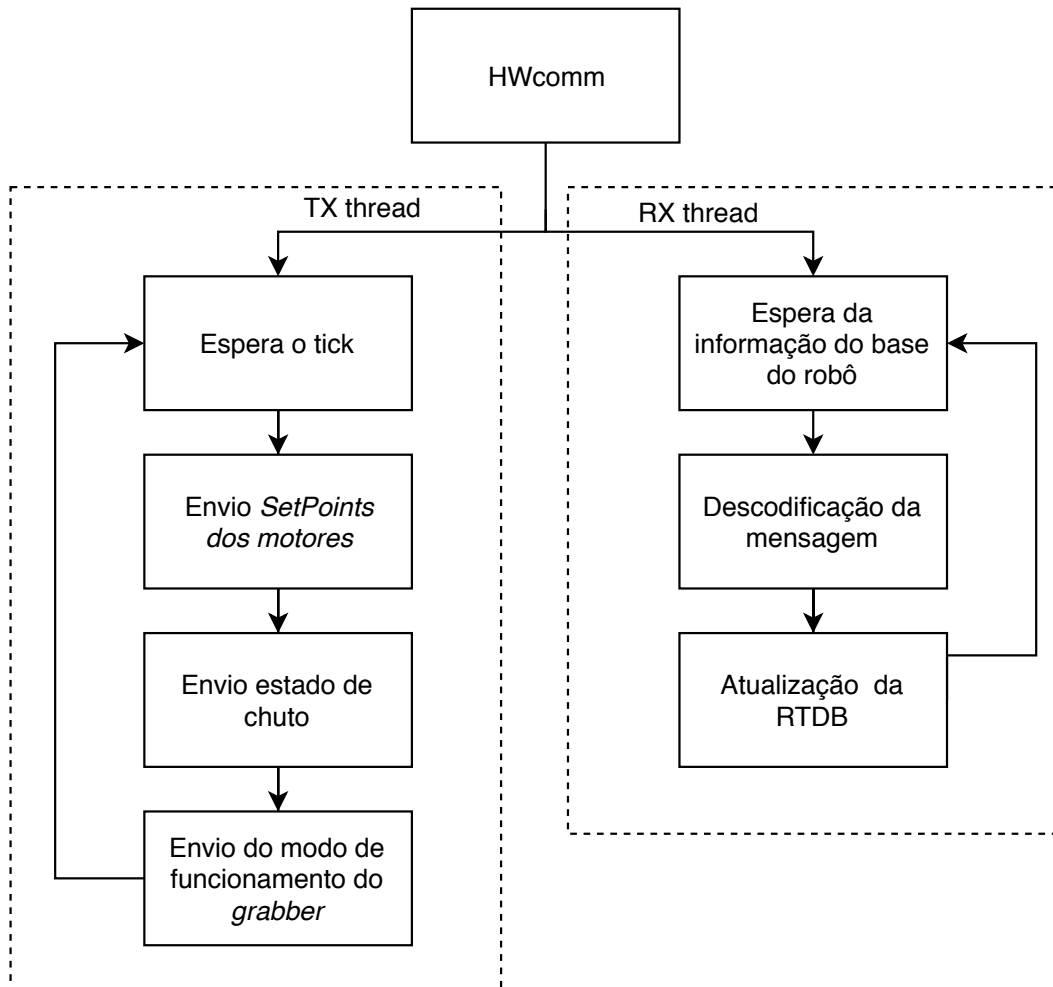 HWcomm
TX thread
RX thread
Espera o tick
Envio SetPoints
dos motores
Envio estado de
chuto
Envio do modo de
funcionamento do
grabber
Espera da
informação do base
do robô
Descodificação da
mensagem
Atualização da
RTDB